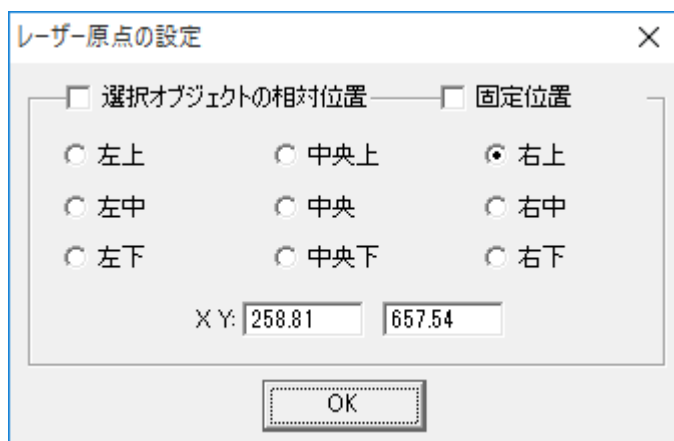 レーザー原点の設定
選択オブジェクトの相対位置 固定位置
左上 中央上 右上
左中 中央 右中
左下 中央下 右下
X Y: 258.81 657.54
OK